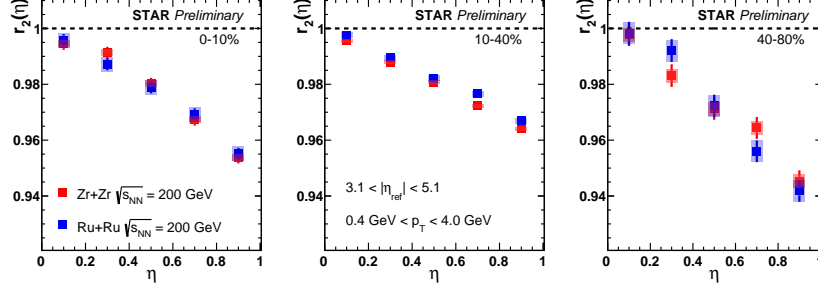 r₂(η)
STAR Preliminary
0-10%
1
0.98
0.96
0.94
Zr+Zr √s_NN = 200 GeV
Ru+Ru √s_NN = 200 GeV
0 0.2 0.4 0.6 0.8 1
η
r₂(η)
STAR Preliminary
10-40%
1
0.98
0.96
0.94
3.1 < |η_ref| < 5.1
0.4 GeV < p_T < 4.0 GeV
0 0.2 0.4 0.6 0.8 1
η
r₂(η)
STAR Preliminary
40-80%
1
0.98
0.96
0.94
0 0.2 0.4 0.6 0.8 1
η